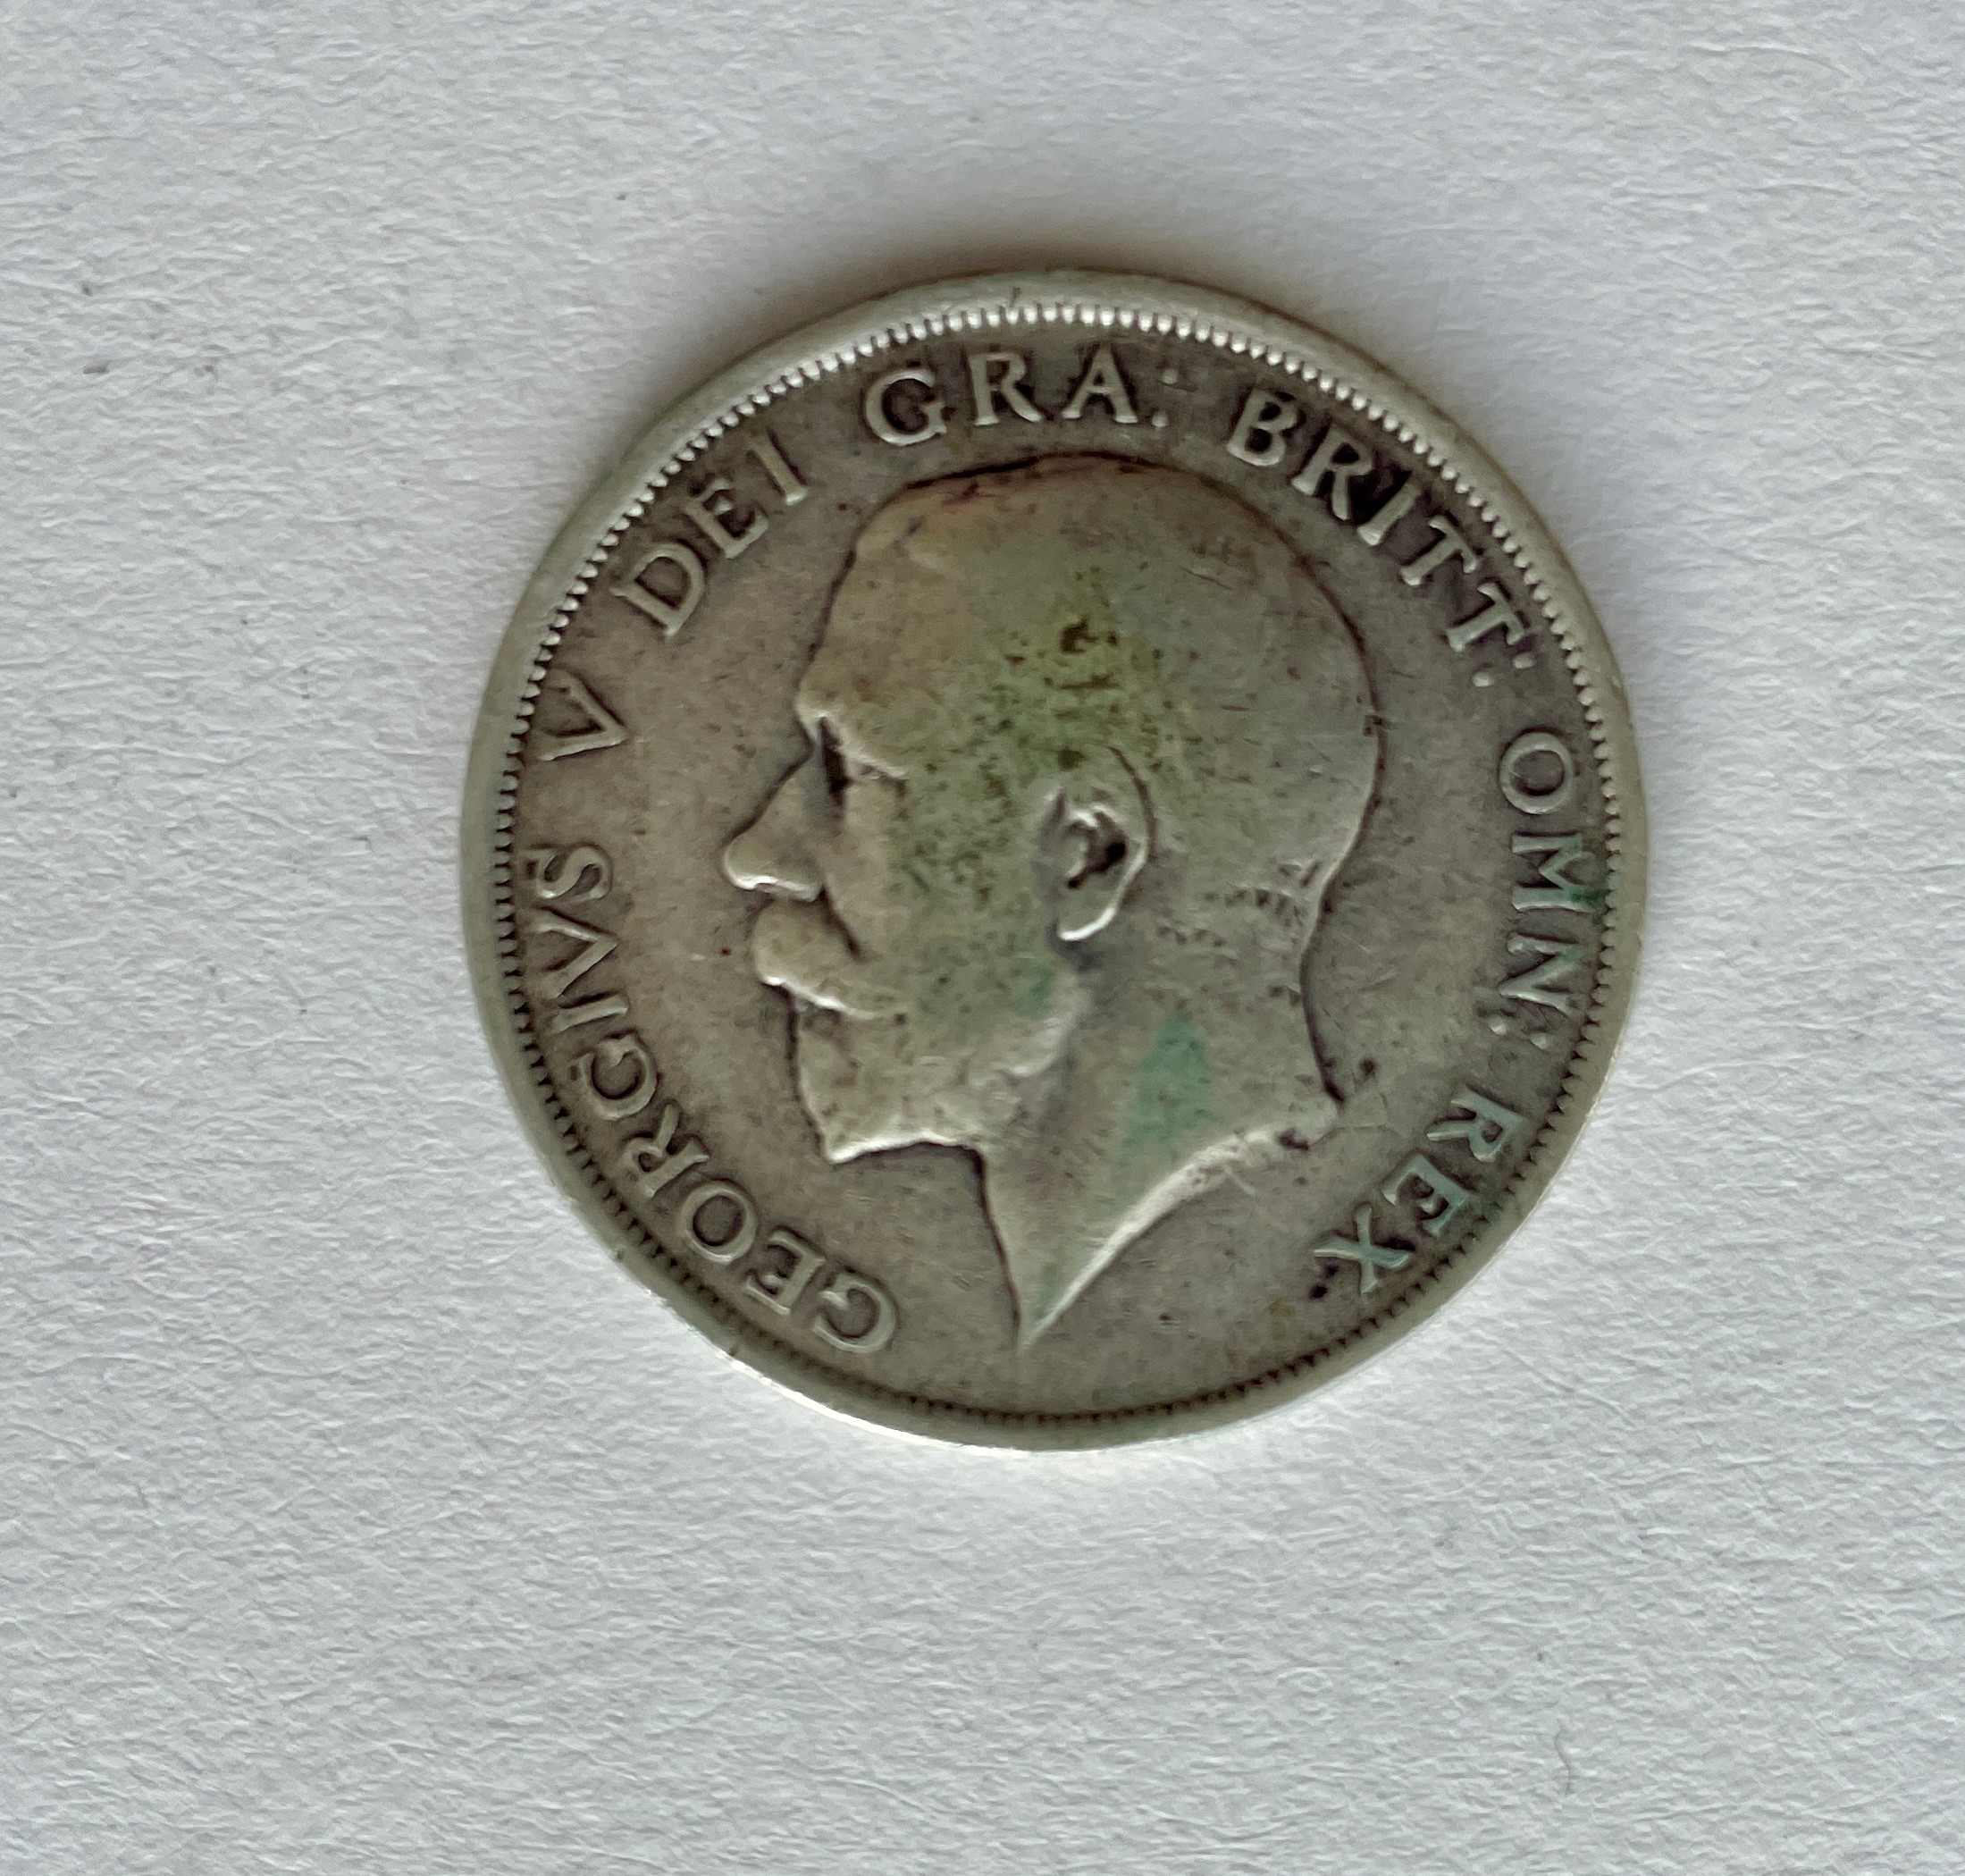 GEORGIVS V DEI GRA: BRITT: OMN: REX